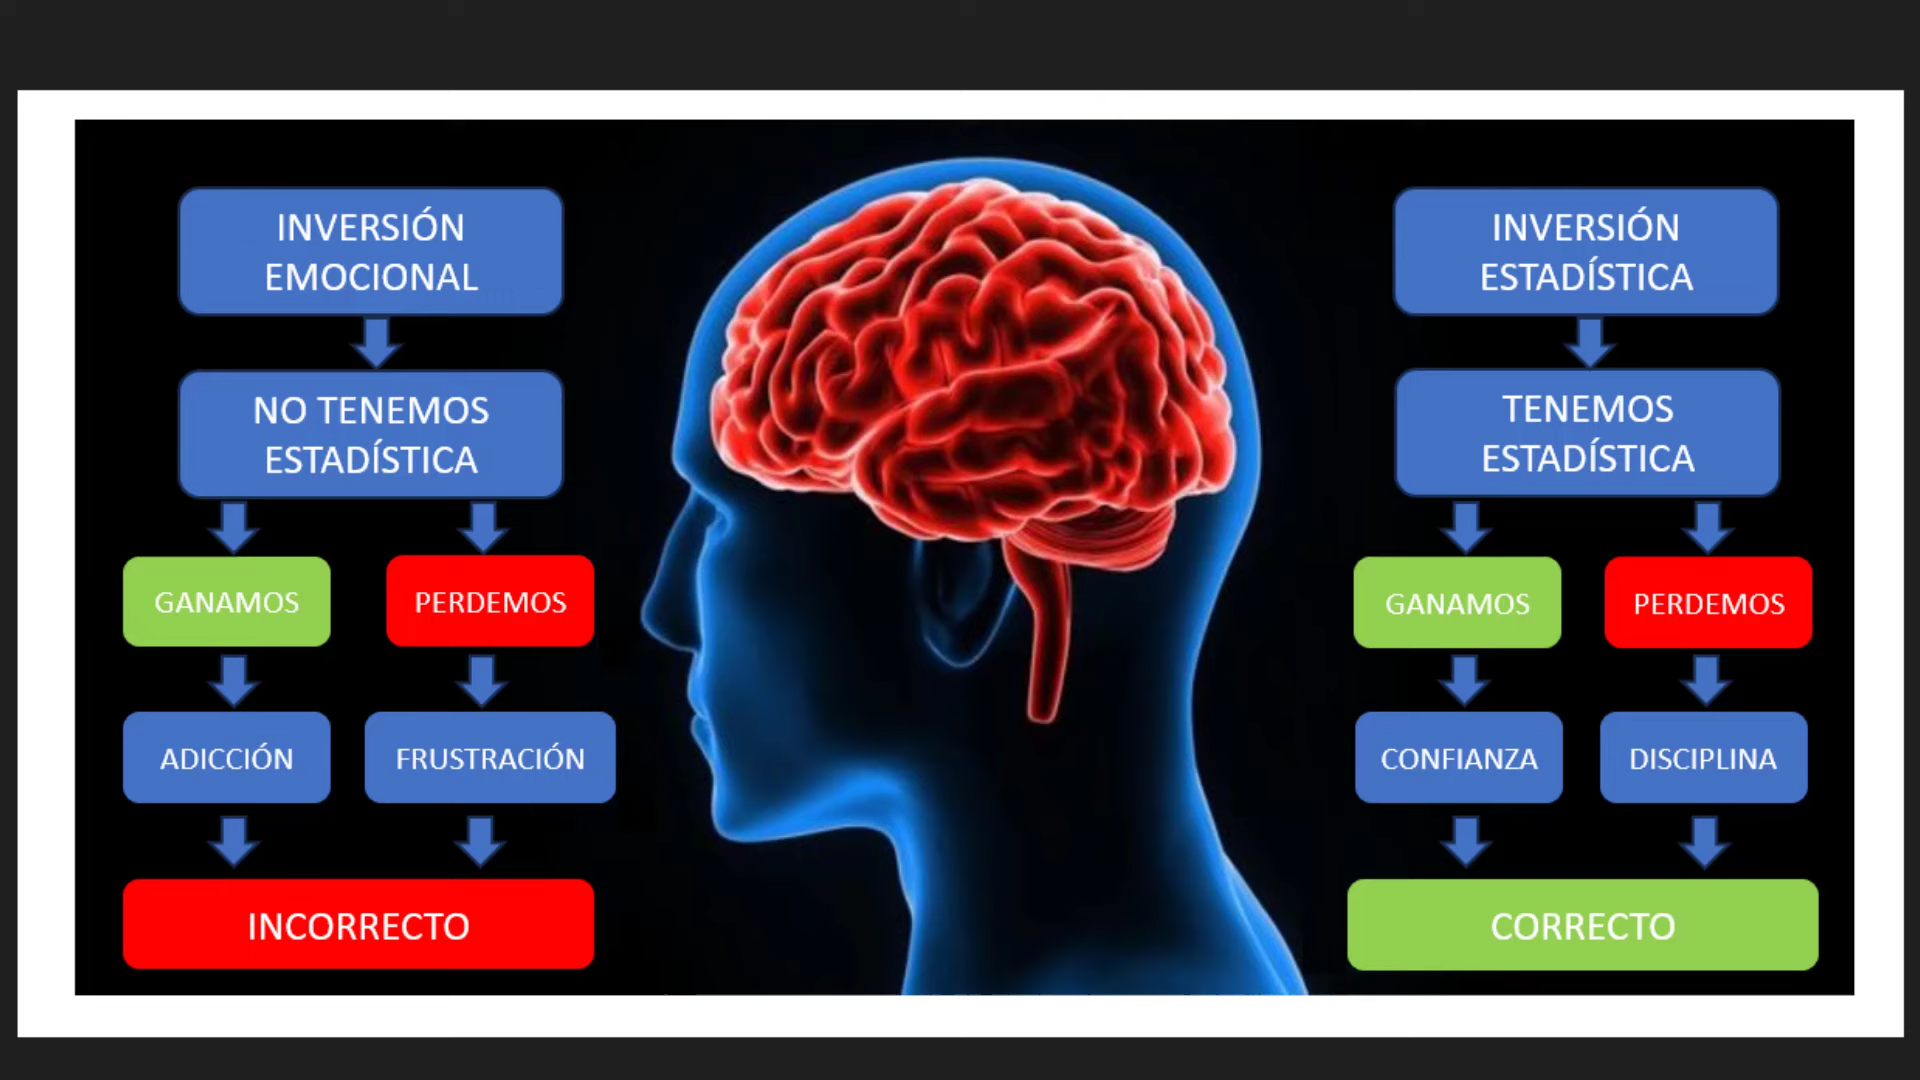 INVERSIÓN
EMOCIONAL
NO TENEMOS
ESTADÍSTICA
GANAMOS
PERDEMOS
ADICCIÓN
FRUSTRACIÓN
INCORRECTO
INVERSIÓN
ESTADÍSTICA
TENEMOS
ESTADÍSTICA
GANAMOS
PERDEMOS
CONFIANZA
DISCIPLINA
CORRECTO